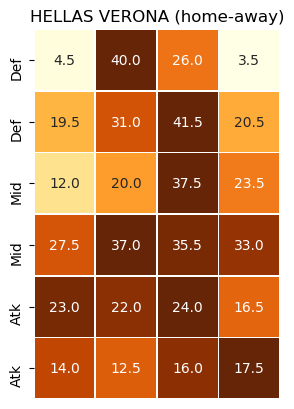 HELLAS VERONA (home-away)
Def 4.5 40.0 26.0 3.5
Def 19.5 31.0 41.5 20.5
Mid 12.0 20.0 37.5 23.5
Mid 27.5 37.0 35.5 33.0
Atk 23.0 22.0 24.0 16.5
Atk 14.0 12.5 16.0 17.5